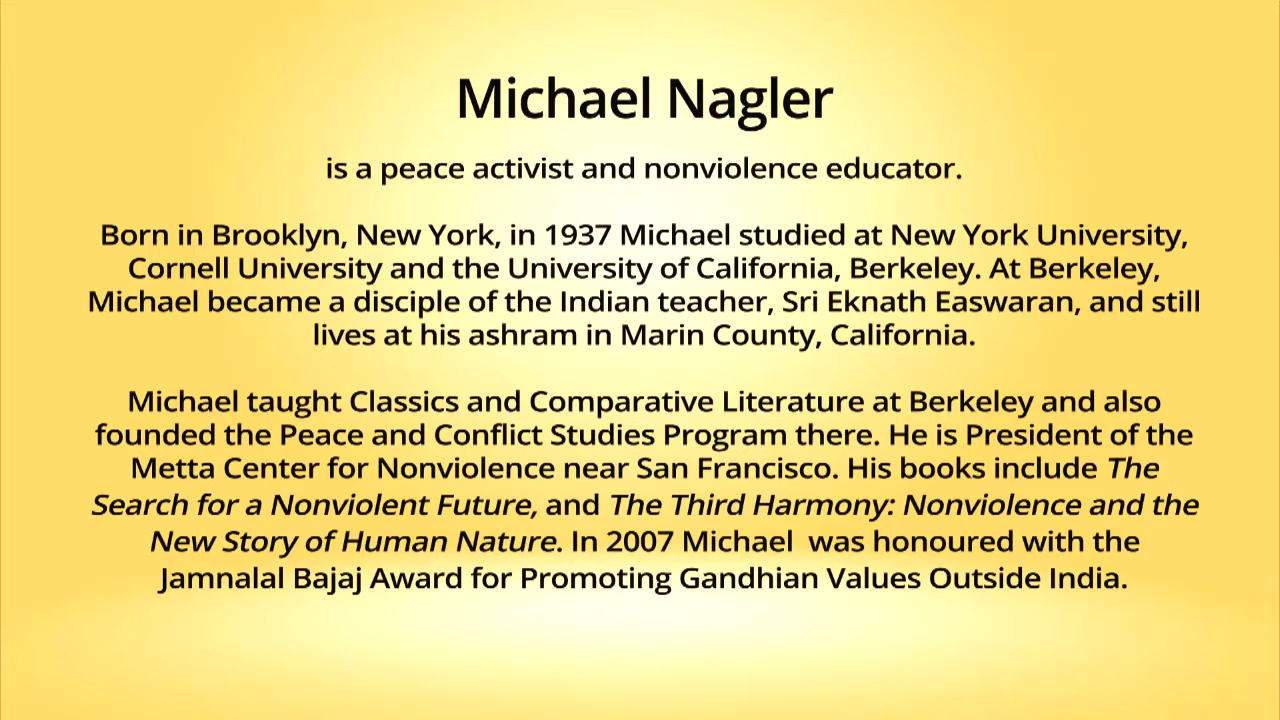 Michael Nagler
is a peace activist and nonviolence educator.
Born in Brooklyn, New York, in 1937 Michael studied at New York University,
Cornell University and the University of California, Berkeley. At Berkeley,
Michael became a disciple of the Indian teacher, Sri Eknath Easwaran, and still
lives at his ashram in Marin County, California.
Michael taught Classics and Comparative Literature at Berkeley and also
founded the Peace and Conflict Studies Program there. He is President of the
Metta Center for Nonviolence near San Francisco. His books include The
Search for a Nonviolent Future, and The Third Harmony: Nonviolence and the
New Story of Human Nature. In 2007 Michael  was honoured with the
Jamnalal Bajaj Award for Promoting Gandhian Values Outside India.